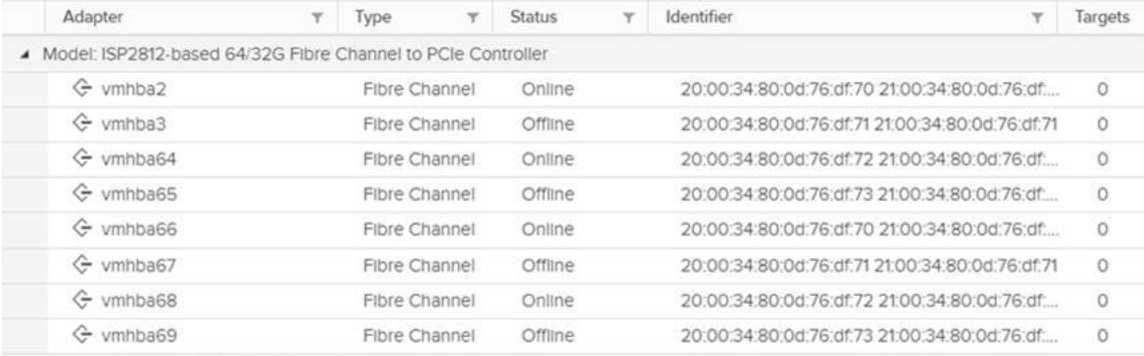 Adapter Type Status Identifier Targets
Model: ISP2812-based 64/32G Fibre Channel to PCIe Controller
vmhba2 Fibre Channel Online 20:00:34:80:0d:76:df:70 21:00:34:80:0d:76:df:... 0
vmhba3 Fibre Channel Offline 20:00:34:80:0d:76:df:71 21:00:34:80:0d:76:df:71 0
vmhba64 Fibre Channel Online 20:00:34:80:0d:76:df:72 21:00:34:80:0d:76:df:... 0
vmhba65 Fibre Channel Offline 20:00:34:80:0d:76:df:73 21:00:34:80:0d:76:df:... 0
vmhba66 Fibre Channel Online 20:00:34:80:0d:76:df:70 21:00:34:80:0d:76:df:... 0
vmhba67 Fibre Channel Offline 20:00:34:80:0d:76:df:71 21:00:34:80:0d:76:df:71 0
vmhba68 Fibre Channel Online 20:00:34:80:0d:76:df:72 21:00:34:80:0d:76:df:... 0
vmhba69 Fibre Channel Offline 20:00:34:80:0d:76:df:73 21:00:34:80:0d:76:df:... 0